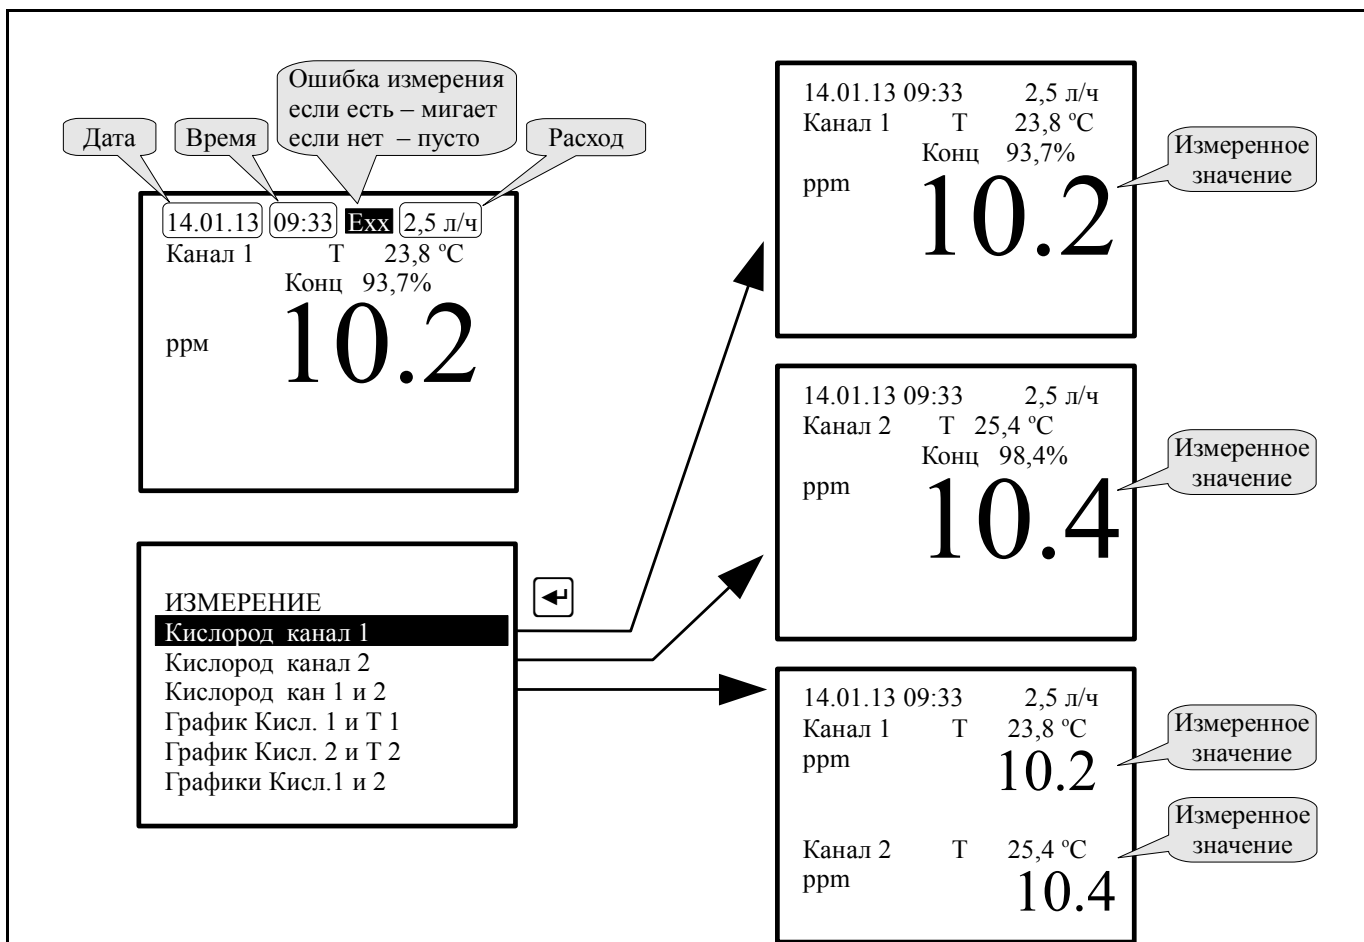 Ошибка измерения
если есть – мигает
если нет – пусто
Дата
Время
Расход
14.01.13 09:33 Exx 2,5 л/ч
Канал 1 Т 23,8 ºС
Конц 93,7%
ррм
10.2
ИЗМЕРЕНИЕ
Кислород канал 1
Кислород канал 2
Кислород кан 1 и 2
График Кисл. 1 и Т 1
График Кисл. 2 и Т 2
Графики Кисл.1 и 2
14.01.13 09:33 2,5 л/ч
Канал 1 Т 23,8 ºС
Конц 93,7%
ppm
10.2
Измеренное
значение
14.01.13 09:33 2,5 л/ч
Канал 2 Т 25,4 ºС
Конц 98,4%
ppm
10.4
Измеренное
значение
14.01.13 09:33 2,5 л/ч
Канал 1 Т 23,8 ºС
ppm
10.2
Измеренное
значение
Канал 2 Т 25,4 ºС
ppm
10.4
Измеренное
значение